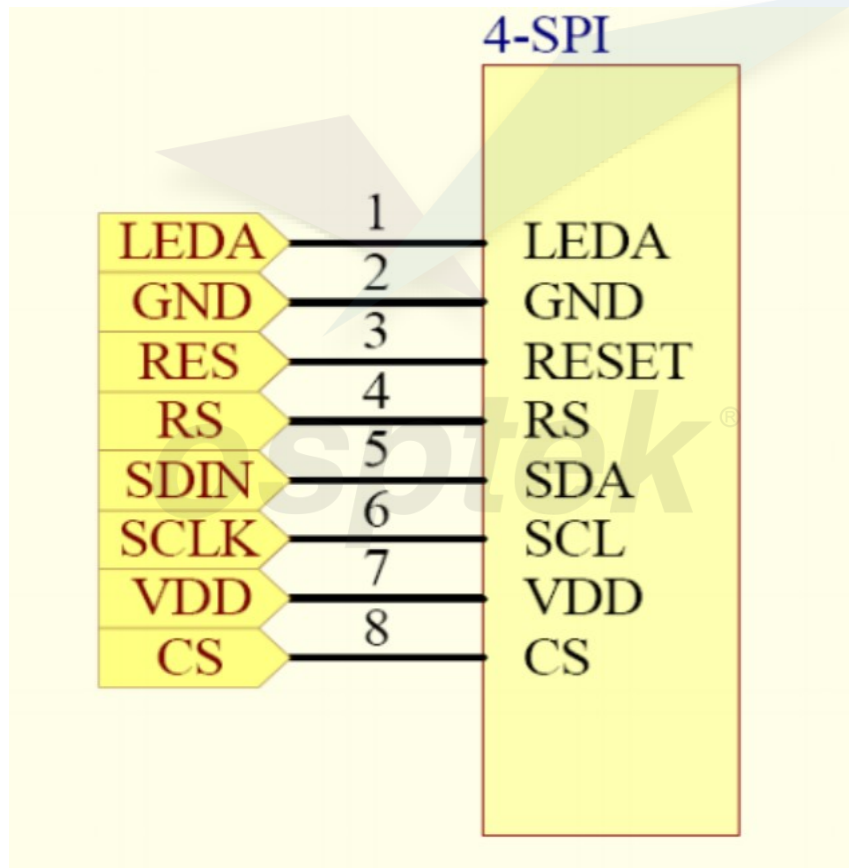 4-SPI
LEDA 1 LEDA
GND 2 GND
RES 3 RESET
RS 4 RS
SDIN 5 SDA
SCLK 6 SCL
VDD 7 VDD
CS 8 CS
osptek®